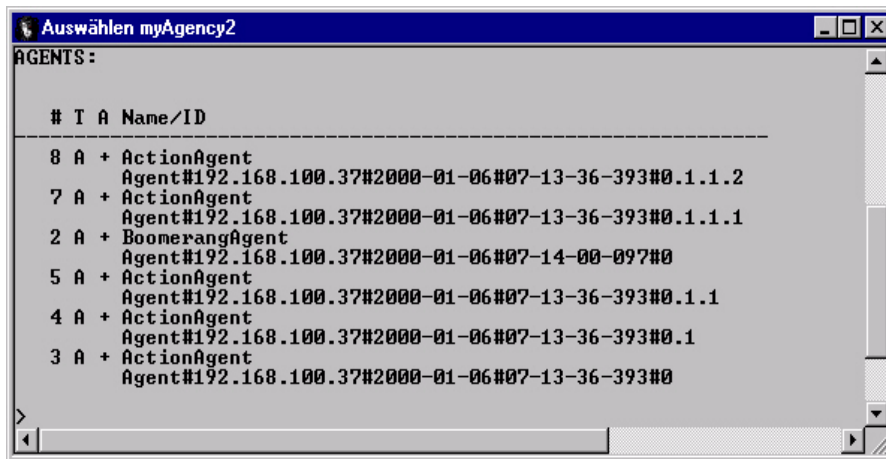 Auswählen myAgency2
AGENTS:
# T A Name/ID
--------------------------------------------------------------------
8 A + ActionAgent
Agent#192.168.100.37#2000-01-06#07-13-36-393#0.1.1.2
7 A + ActionAgent
Agent#192.168.100.37#2000-01-06#07-13-36-393#0.1.1.1
2 A + BoomerangAgent
Agent#192.168.100.37#2000-01-06#07-14-00-097#0
5 A + ActionAgent
Agent#192.168.100.37#2000-01-06#07-13-36-393#0.1.1
4 A + ActionAgent
Agent#192.168.100.37#2000-01-06#07-13-36-393#0.1
3 A + ActionAgent
Agent#192.168.100.37#2000-01-06#07-13-36-393#0
>